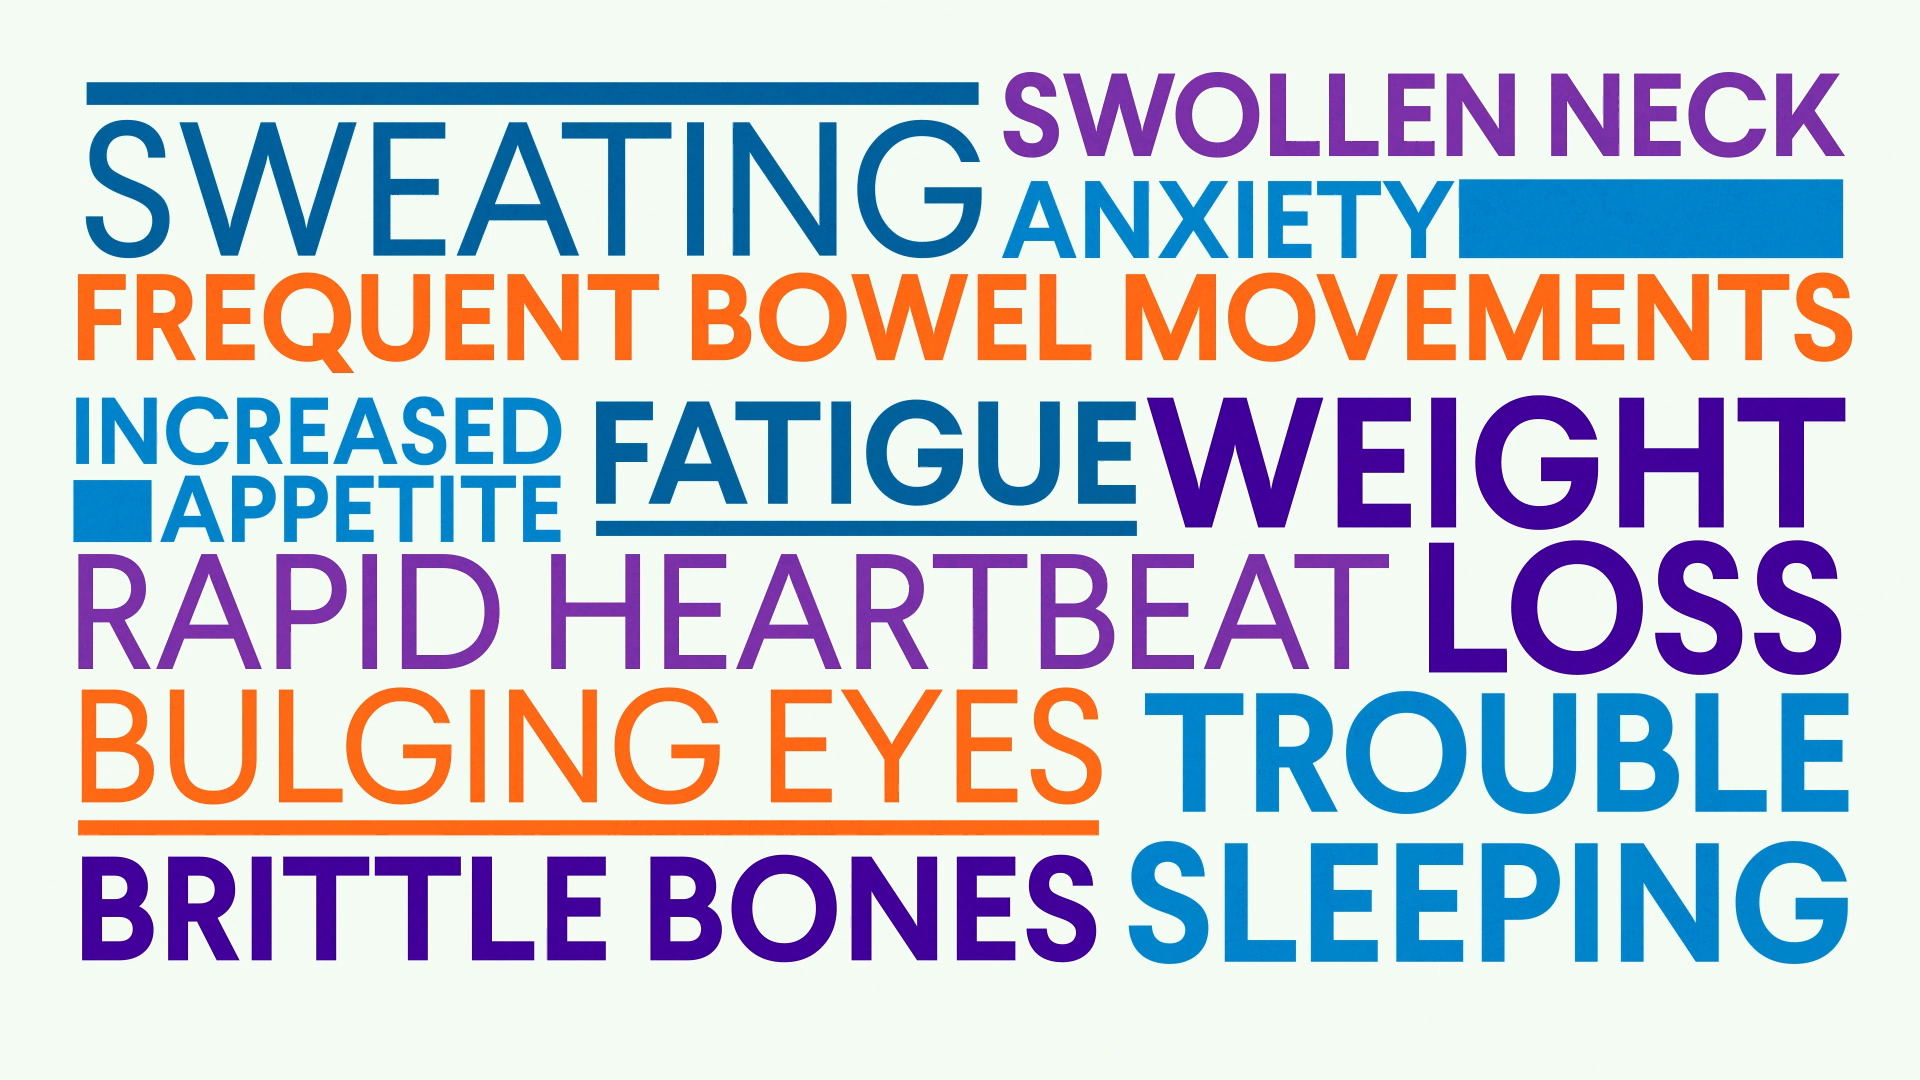 SWEATING
SWOLLEN NECK
ANXIETY
FREQUENT BOWEL MOVEMENTS
INCREASED
APPETITE
FATIGUE
WEIGHT
LOSS
RAPID HEARTBEAT
BULGING EYES
TROUBLE
SLEEPING
BRITTLE BONES